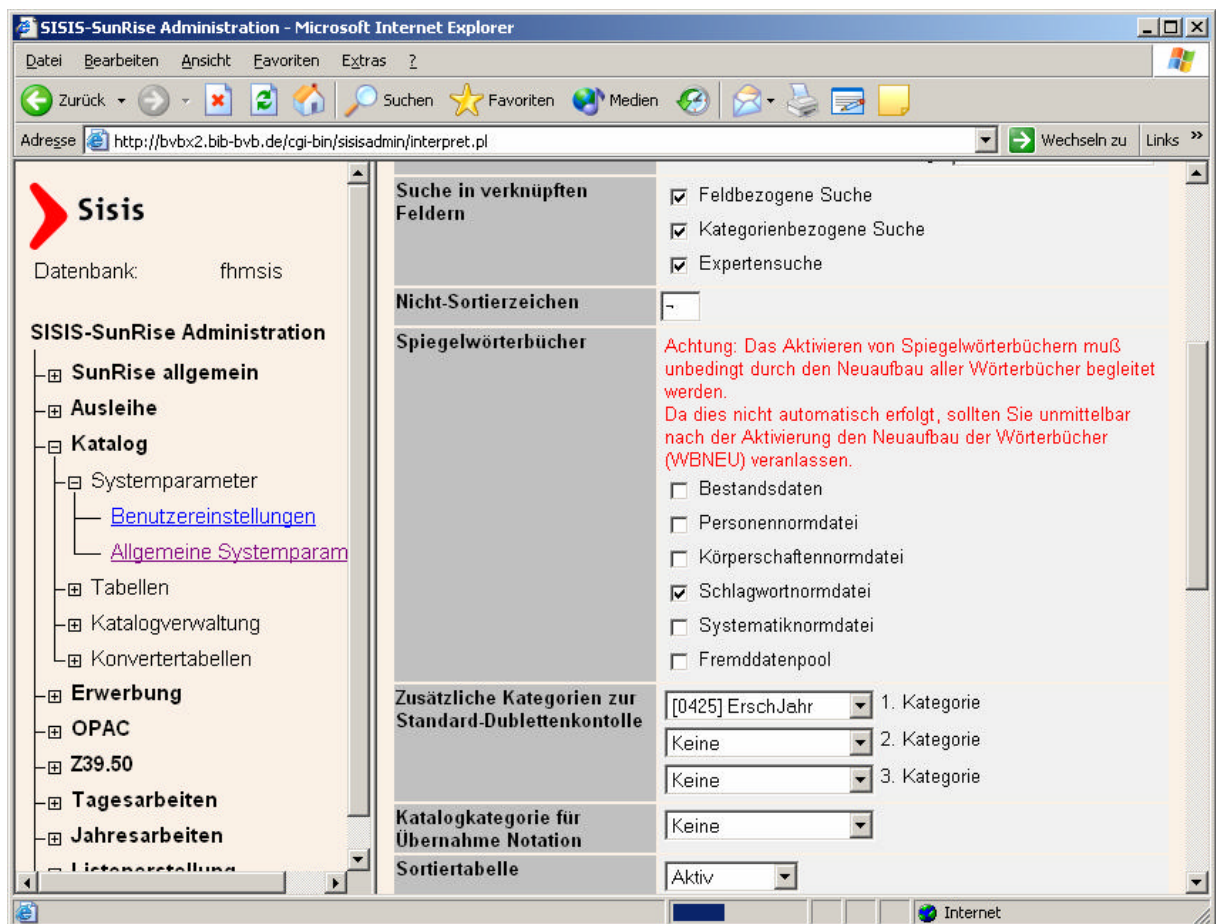 SISIS-SunRise Administration - Microsoft Internet Explorer
Datei Bearbeiten Ansicht Favoriten Extras ?
Zurück Suchen Favoriten Medien
Adresse http://bvbx2.bib-bvb.de/cgi-bin/sisisadmin/interpret.pl Wechseln zu Links »
Sisis
Datenbank: fhmsis
SISIS-SunRise Administration
SunRise allgemein
Ausleihe
Katalog
Systemparameter
Benutzereinstellungen
Allgemeine Systemparam
Tabellen
Katalogverwaltung
Konvertertabellen
Erwerbung
OPAC
Z39.50
Tagesarbeiten
Jahresarbeiten
Listenerstellung
Suche in verknüpften
Feldern
Feldbezogene Suche
Kategorienbezogene Suche
Expertensuche
Nicht-Sortierzeichen
¬
Spiegelwörterbücher
Achtung: Das Aktivieren von Spiegelwörterbüchern muß
unbedingt durch den Neuaufbau aller Wörterbücher begleitet
werden.
Da dies nicht automatisch erfolgt, sollten Sie unmittelbar
nach der Aktivierung den Neuaufbau der Wörterbücher
(WBNEU) veranlassen.
Bestandsdaten
Personennormdatei
Körperschaftennormdatei
Schlagwortnormdatei
Systematiknormdatei
Fremddatenpool
Zusätzliche Kategorien zur
Standard-Dublettenkontolle
[0425] ErschJahr 1. Kategorie
Keine 2. Kategorie
Keine 3. Kategorie
Katalogkategorie für
Übernahme Notation
Keine
Sortiertabelle
Aktiv
Internet